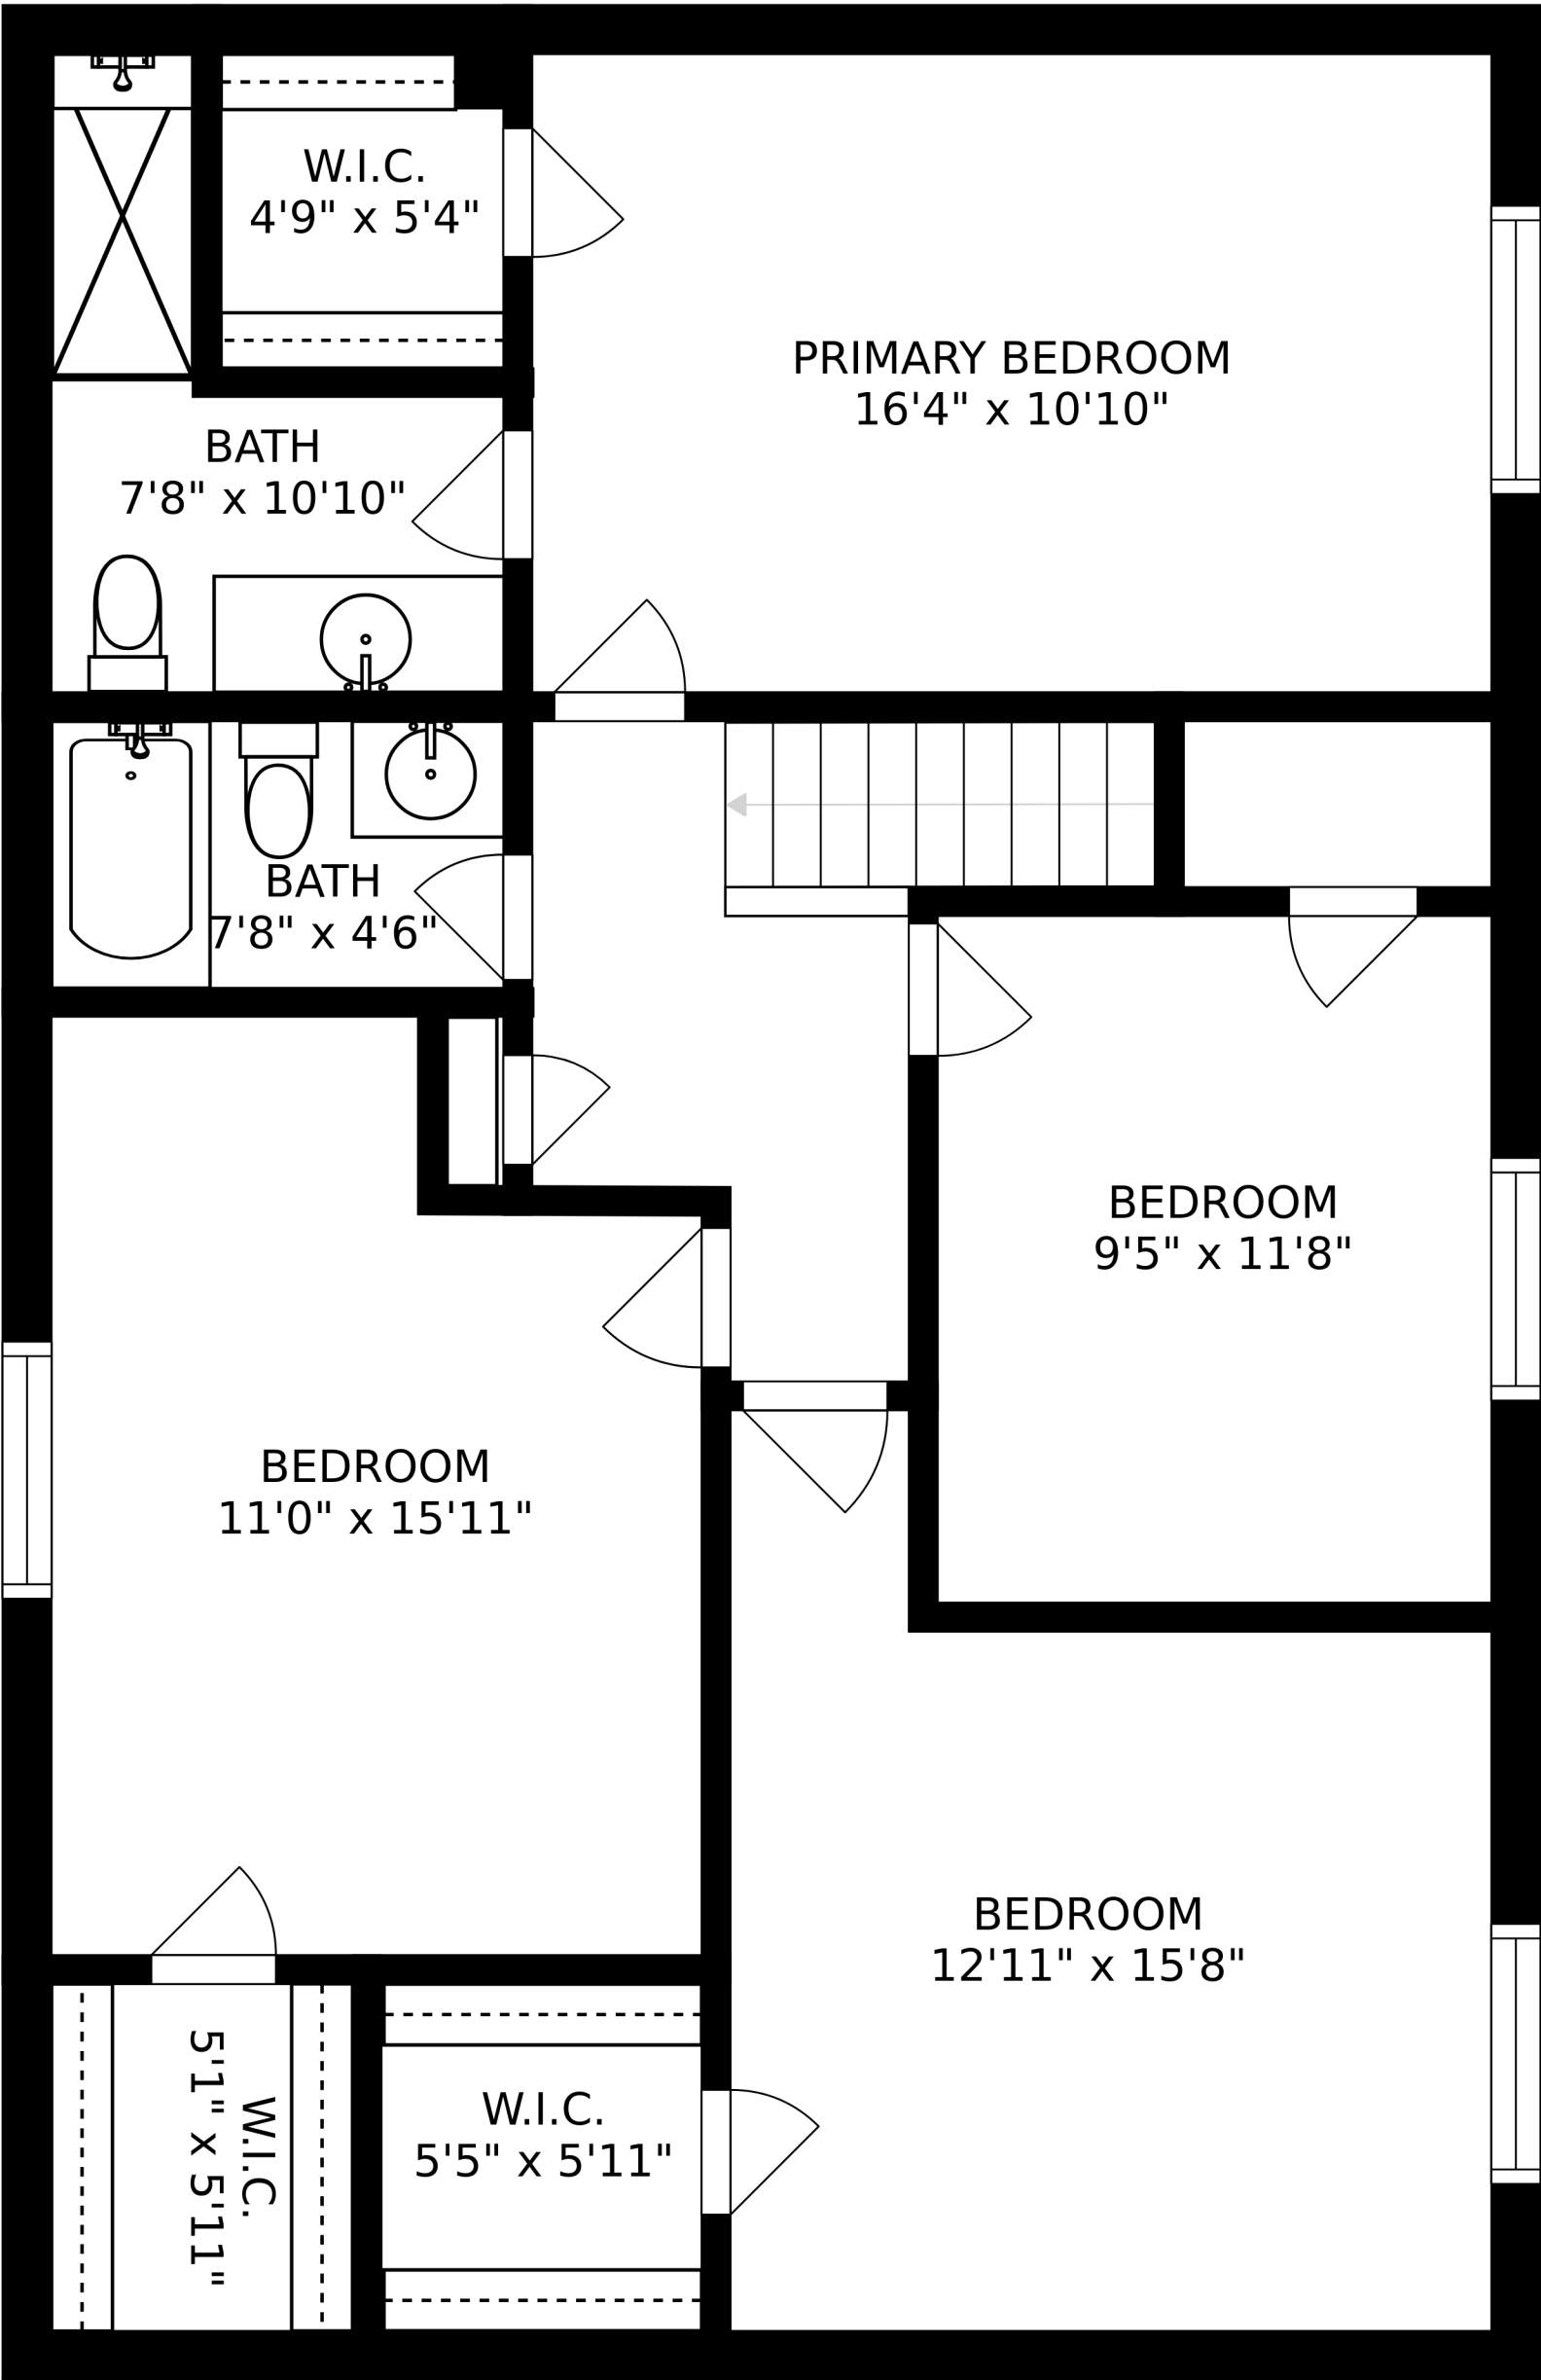 W.I.C.
4'9" x 5'4"
PRIMARY BEDROOM
16'4" x 10'10"
BATH
7'8" x 10'10"
BATH
7'8" x 4'6"
BEDROOM
9'5" x 11'8"
BEDROOM
11'0" x 15'11"
BEDROOM
12'11" x 15'8"
W.I.C.
5'1" x 5'11"
W.I.C.
5'5" x 5'11"